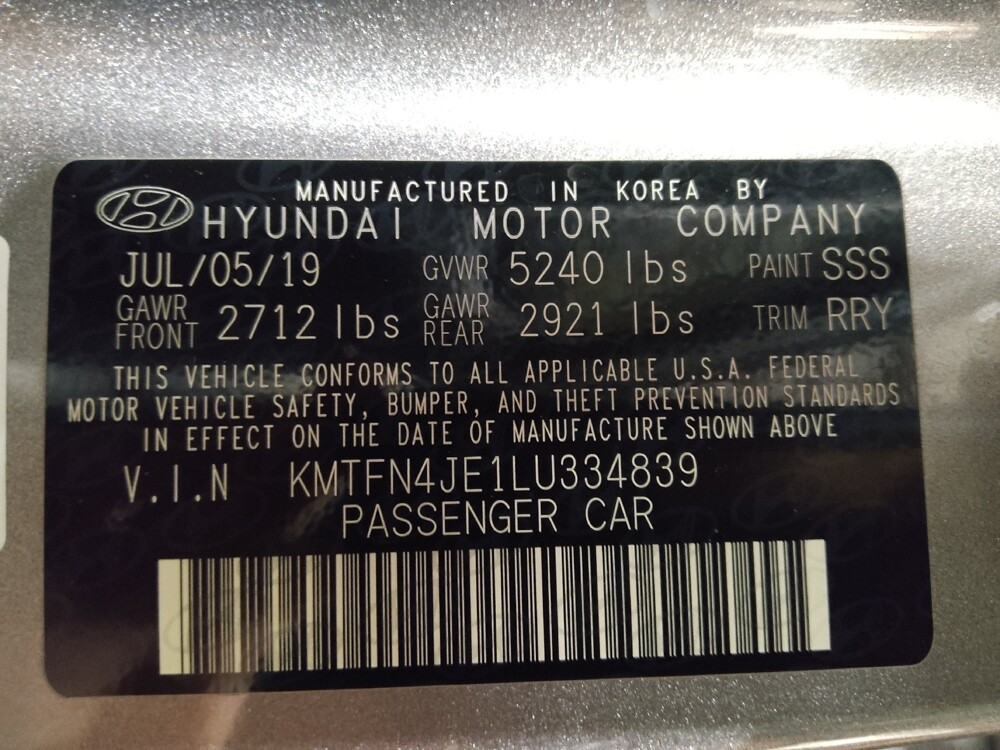 MANUFACTURED IN KOREA BY
HYUNDAI MOTOR COMPANY
JUL/05/19 GVWR 5240 lbs PAINT SSS
GAWR FRONT 2712 lbs GAWR REAR 2921 lbs TRIM RRY
THIS VEHICLE CONFORMS TO ALL APPLICABLE U.S.A. FEDERAL
MOTOR VEHICLE SAFETY, BUMPER, AND THEFT PREVENTION STANDARDS
IN EFFECT ON THE DATE OF MANUFACTURE SHOWN ABOVE
V.I.N KMTFN4JE1LU334839
PASSENGER CAR